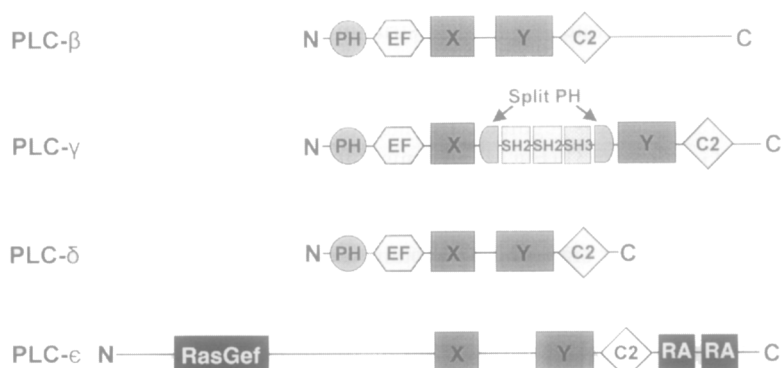 PLC-β N PH EF X Y C2 C
Split PH
PLC-γ N PH EF X SH2 SH2 SH3 Y C2 C
PLC-δ N PH EF X Y C2 C
PLC-ϵ N RasGef X Y C2 RA RA C